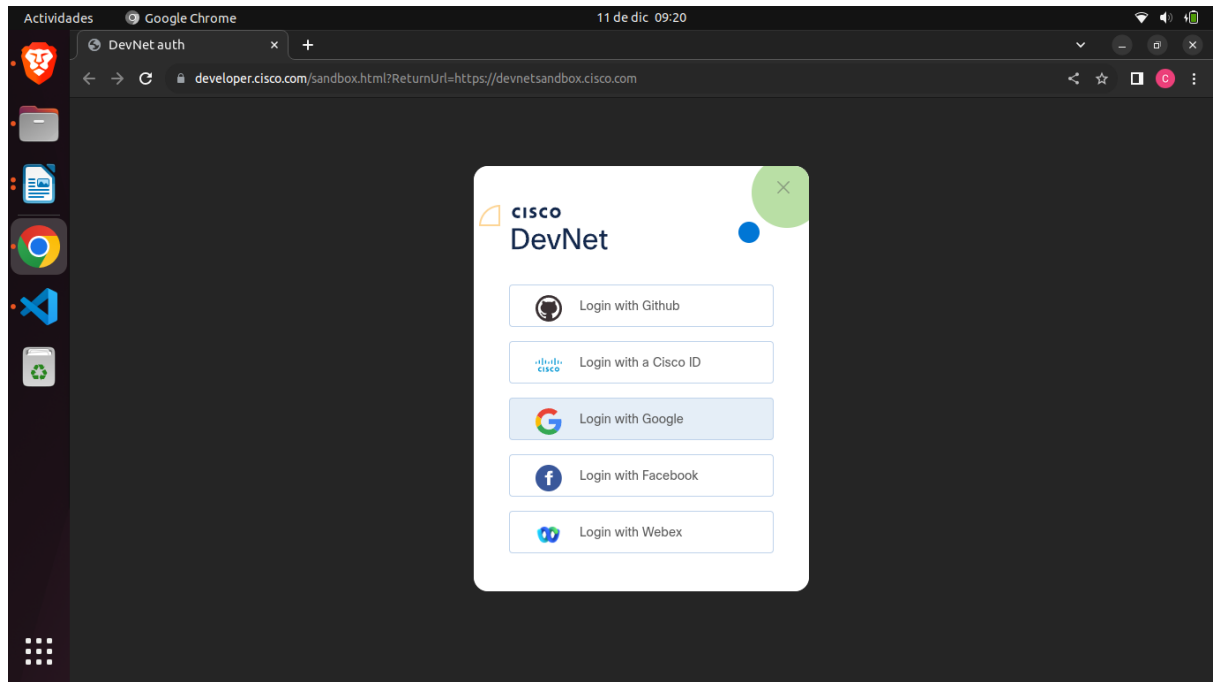 Actividades
Google Chrome
11 de dic 09:20
DevNet auth
developer.cisco.com/sandbox.html?ReturnUrl=https://devnetsandbox.cisco.com
C
CISCO
DevNet
Login with Github
CISCO
Login with a Cisco ID
Login with Google
Login with Facebook
Login with Webex